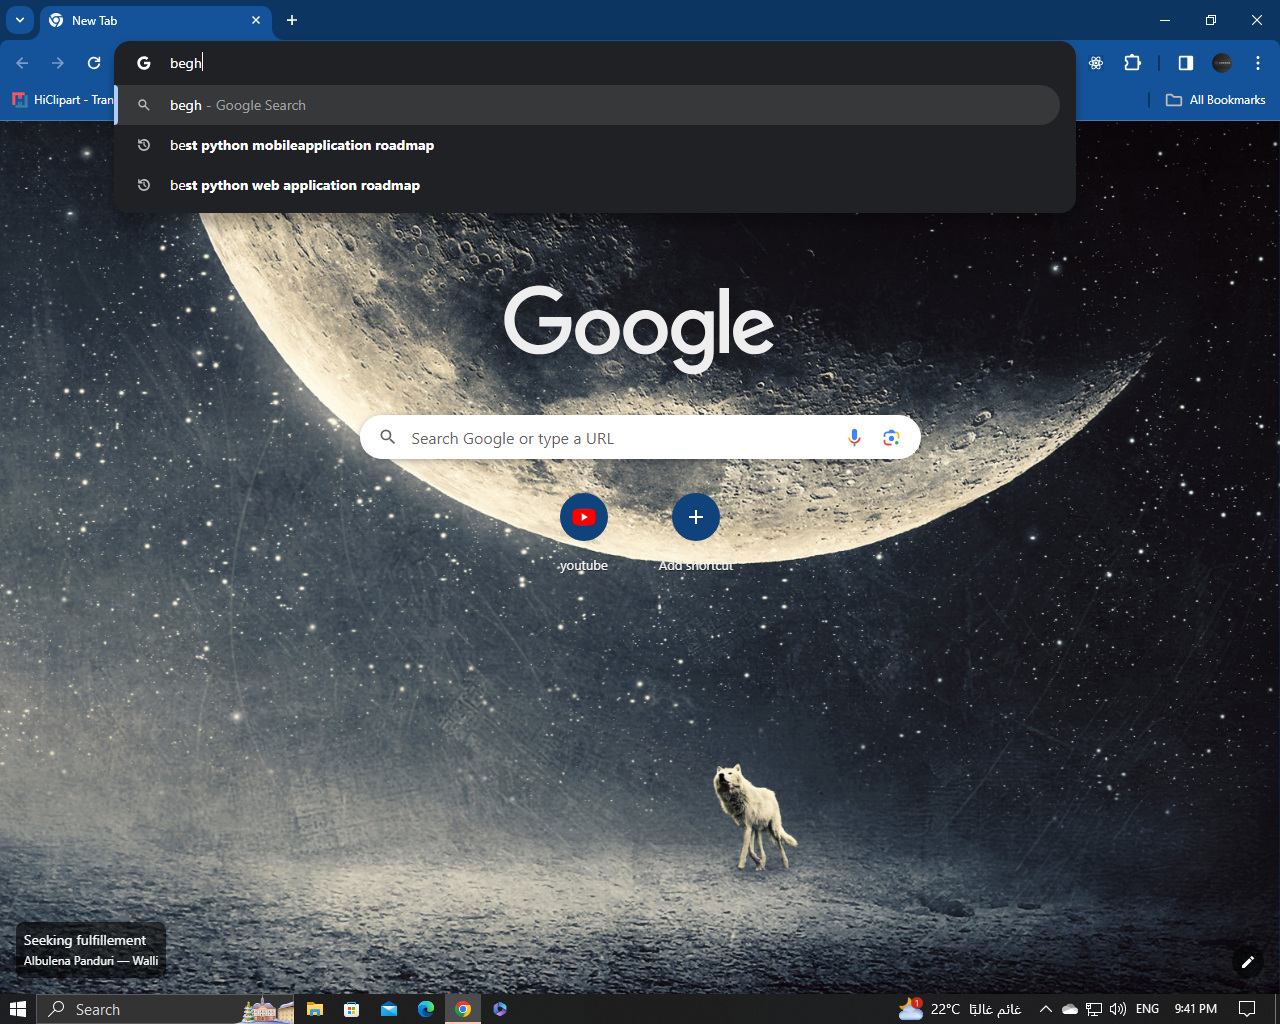 New Tab
begh
HiClipart - Tran
All Bookmarks
begh - Google Search
best python mobileapplication roadmap
best python web application roadmap
Google
Search Google or type a URL
youtube
Add shortcut
Seeking fulfillement
Albulena Panduri — Walli
Search
1
22°C
غائم غالبًا
ENG
9:41 PM